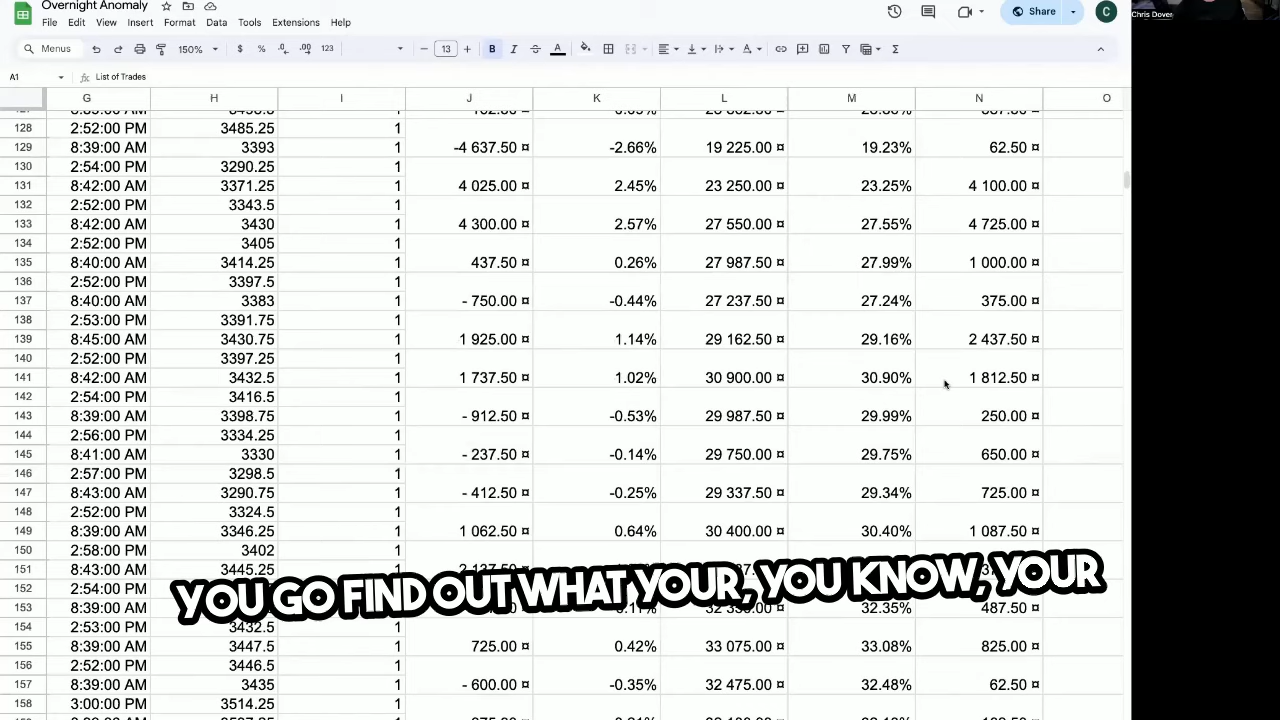 Overnight Anomaly
File Edit View Insert Format Data Tools Extensions Help
Share C
Chris Dover
Menus 150% $ % .0 .00 123 13 B I A Σ
A1 fx List of Trades
G H I J K L M N O
128 2:52:00 PM 3485.25 1
129 8:39:00 AM 3393 1 -4 637.50 ¤ -2.66% 19 225.00 ¤ 19.23% 62.50 ¤
130 2:54:00 PM 3290.25 1
131 8:42:00 AM 3371.25 1 4 025.00 ¤ 2.45% 23 250.00 ¤ 23.25% 4 100.00 ¤
132 2:52:00 PM 3343.5 1
133 8:42:00 AM 3430 1 4 300.00 ¤ 2.57% 27 550.00 ¤ 27.55% 4 725.00 ¤
134 2:52:00 PM 3405 1
135 8:40:00 AM 3414.25 1 437.50 ¤ 0.26% 27 987.50 ¤ 27.99% 1 000.00 ¤
136 2:52:00 PM 3397.5 1
137 8:40:00 AM 3383 1 - 750.00 ¤ -0.44% 27 237.50 ¤ 27.24% 375.00 ¤
138 2:53:00 PM 3391.75 1
139 8:45:00 AM 3430.75 1 1 925.00 ¤ 1.14% 29 162.50 ¤ 29.16% 2 437.50 ¤
140 2:52:00 PM 3397.25 1
141 8:42:00 AM 3432.5 1 1 737.50 ¤ 1.02% 30 900.00 ¤ 30.90% 1 812.50 ¤
142 2:54:00 PM 3416.5 1
143 8:39:00 AM 3398.75 1 - 912.50 ¤ -0.53% 29 987.50 ¤ 29.99% 250.00 ¤
144 2:56:00 PM 3334.25 1
145 8:41:00 AM 3330 1 - 237.50 ¤ -0.14% 29 750.00 ¤ 29.75% 650.00 ¤
146 2:57:00 PM 3298.5 1
147 8:43:00 AM 3290.75 1 - 412.50 ¤ -0.25% 29 337.50 ¤ 29.34% 725.00 ¤
148 2:52:00 PM 3324.5 1
149 8:39:00 AM 3346.25 1 1 062.50 ¤ 0.64% 30 400.00 ¤ 30.40% 1 087.50 ¤
150 2:58:00 PM 3402 1
151 8:43:00 AM 3445.25
152 2:54:00 PM
YOU GO FIND OUT WHAT YOUR, YOU KNOW, YOUR
153 8:39:00 AM 32.35% 487.50 ¤
154 2:53:00 PM 3432.5 1
155 8:39:00 AM 3447.5 1 725.00 ¤ 0.42% 33 075.00 ¤ 33.08% 825.00 ¤
156 2:52:00 PM 3446.5 1
157 8:39:00 AM 3435 1 - 600.00 ¤ -0.35% 32 475.00 ¤ 32.48% 62.50 ¤
158 3:00:00 PM 3514.25 1